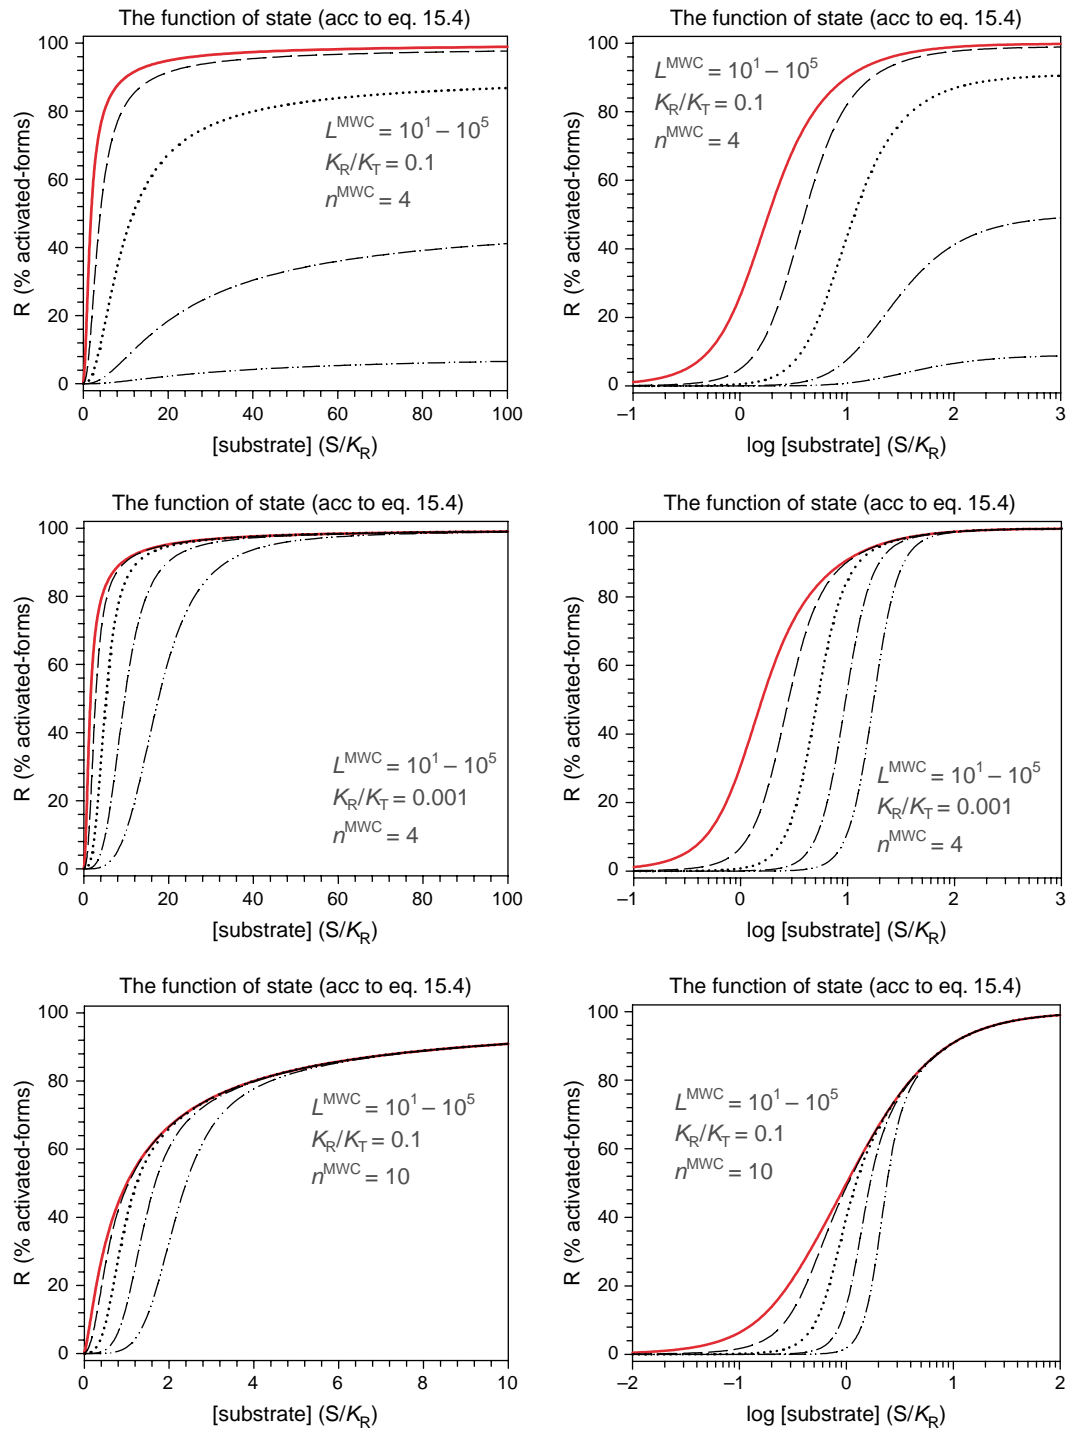 The function of state (acc to eq. 15.4)
100
80
60
40
20
0
R (% activated-forms)
L^MWC = 10^1 – 10^5
K_R/K_T = 0.1
n^MWC = 4
0 20 40 60 80 100
[substrate] (S/K_R)
The function of state (acc to eq. 15.4)
100
80
60
40
20
0
R (% activated-forms)
L^MWC = 10^1 – 10^5
K_R/K_T = 0.1
n^MWC = 4
–1 0 1 2 3
log [substrate] (S/K_R)
The function of state (acc to eq. 15.4)
100
80
60
40
20
0
R (% activated-forms)
L^MWC = 10^1 – 10^5
K_R/K_T = 0.001
n^MWC = 4
0 20 40 60 80 100
[substrate] (S/K_R)
The function of state (acc to eq. 15.4)
100
80
60
40
20
0
R (% activated-forms)
L^MWC = 10^1 – 10^5
K_R/K_T = 0.001
n^MWC = 4
–1 0 1 2 3
log [substrate] (S/K_R)
The function of state (acc to eq. 15.4)
100
80
60
40
20
0
R (% activated-forms)
L^MWC = 10^1 – 10^5
K_R/K_T = 0.1
n^MWC = 10
0 2 4 6 8 10
[substrate] (S/K_R)
The function of state (acc to eq. 15.4)
100
80
60
40
20
0
R (% activated-forms)
L^MWC = 10^1 – 10^5
K_R/K_T = 0.1
n^MWC = 10
–2 –1 0 1 2
log [substrate] (S/K_R)